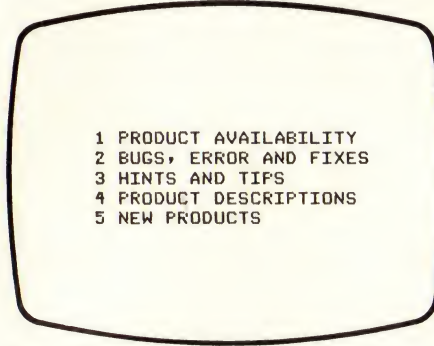 1 PRODUCT AVAILABILITY
2 BUGS, ERROR AND FIXES
3 HINTS AND TIPS
4 PRODUCT DESCRIPTIONS
5 NEW PRODUCTS